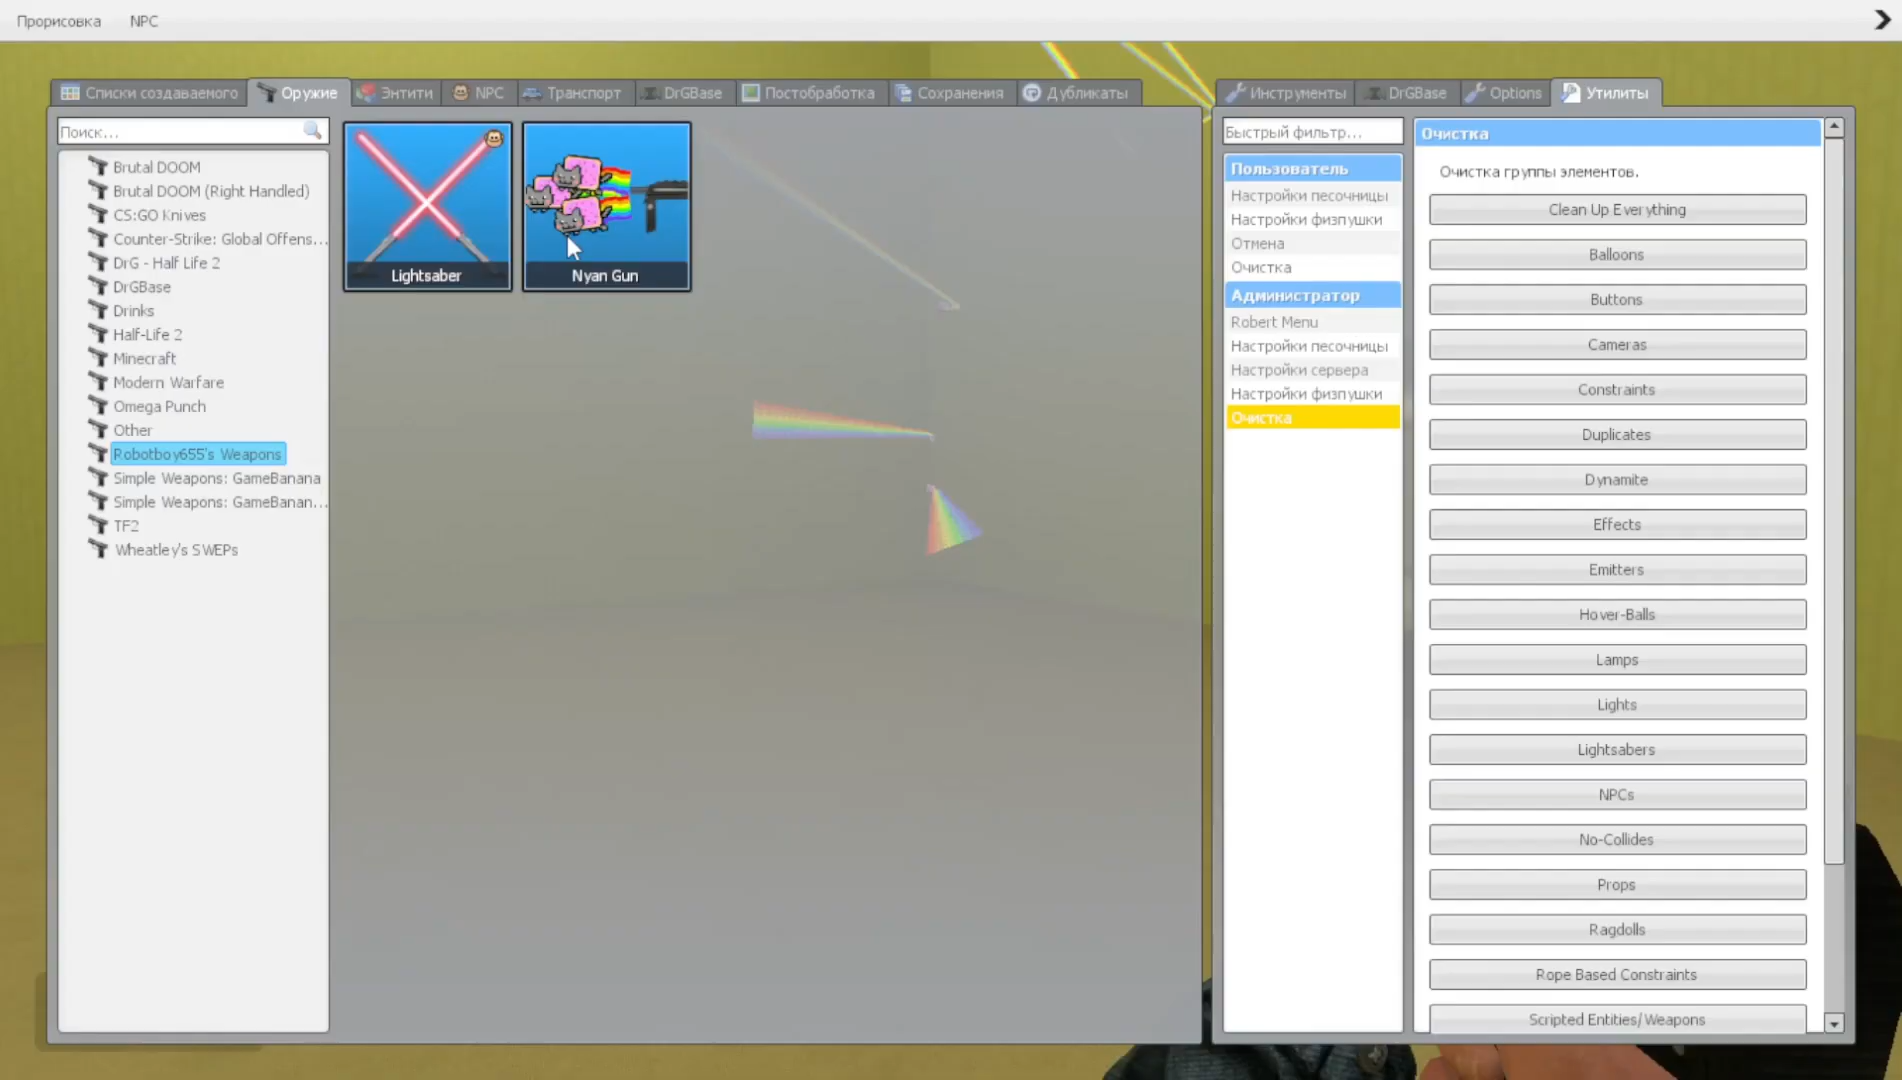 Прорисовка NPC
Списки создаваемого Оружие Энтити NPC Транспорт DrGBase Постобработка Сохранения Дубликаты
Поиск...
Brutal DOOM
Brutal DOOM (Right Handled)
CS:GO Knives
Counter-Strike: Global Offens...
DrG - Half Life 2
DrGBase
Drinks
Half-Life 2
Minecraft
Modern Warfare
Omega Punch
Other
Robotboy655's Weapons
Simple Weapons: GameBanana
Simple Weapons: GameBanan...
TF2
Wheatley's SWEPs
Lightsaber
Nyan Gun
Инструменты DrGBase Options Утилиты
Быстрый фильтр...
Пользователь
Настройки песочницы
Настройки физпушки
Отмена
Очистка
Администратор
Robert Menu
Настройки песочницы
Настройки сервера
Настройки физпушки
Очистка
Очистка
Очистка группы элементов.
Clean Up Everything
Balloons
Buttons
Cameras
Constraints
Duplicates
Dynamite
Effects
Emitters
Hover-Balls
Lamps
Lights
Lightsabers
NPCs
No-Collides
Props
Ragdolls
Rope Based Constraints
Scripted Entities/Weapons